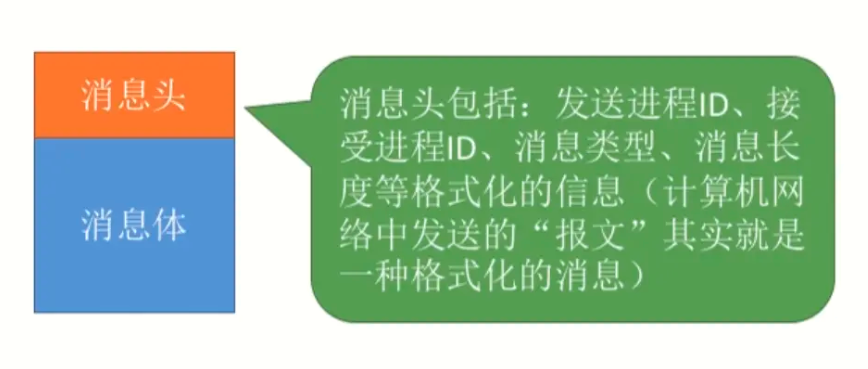 消息头
消息体
消息头包括：发送进程ID、接
受进程ID、消息类型、消息长
度等格式化的信息（计算机网
络中发送的“报文”其实就是
一种格式化的消息）